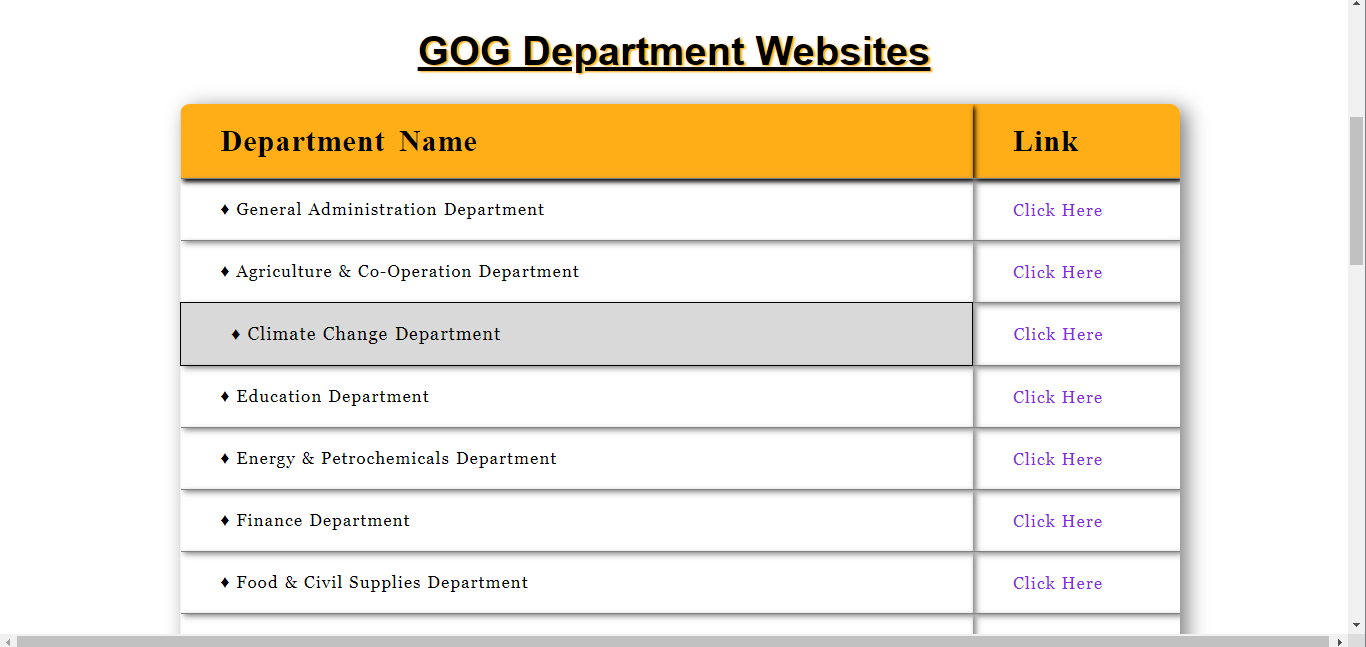 GOG Department Websites
Department Name Link
♦ General Administration Department Click Here
♦ Agriculture & Co-Operation Department Click Here
♦ Climate Change Department Click Here
♦ Education Department Click Here
♦ Energy & Petrochemicals Department Click Here
♦ Finance Department Click Here
♦ Food & Civil Supplies Department Click Here